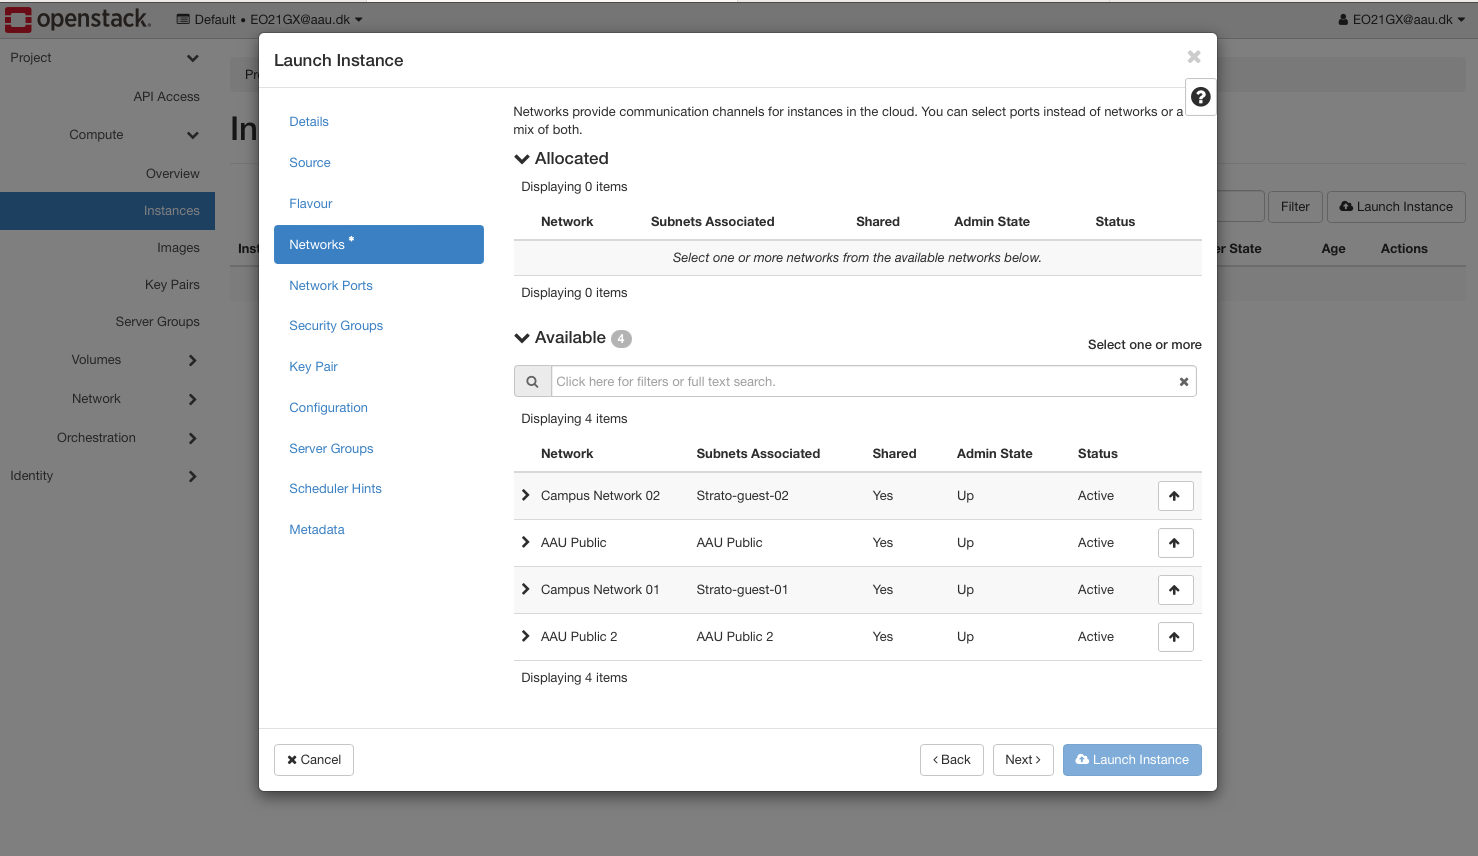 openstack.
Default • EO21GX@aau.dk
EO21GX@aau.dk
Project
API Access
Compute
Overview
Instances
Images
Key Pairs
Server Groups
Volumes
Network
Orchestration
Identity
Pr
In
Filter
Launch Instance
Inst
er State
Age
Actions
Launch Instance
Details
Source
Flavour
Networks *
Network Ports
Security Groups
Key Pair
Configuration
Server Groups
Scheduler Hints
Metadata
Networks provide communication channels for instances in the cloud. You can select ports instead of networks or a
mix of both.
Allocated
Displaying 0 items
Network Subnets Associated Shared Admin State Status
Select one or more networks from the available networks below.
Displaying 0 items
Available 4
Select one or more
Click here for filters or full text search.
Displaying 4 items
Network Subnets Associated Shared Admin State Status
Campus Network 02 Strato-guest-02 Yes Up Active
AAU Public AAU Public Yes Up Active
Campus Network 01 Strato-guest-01 Yes Up Active
AAU Public 2 AAU Public 2 Yes Up Active
Displaying 4 items
Cancel
‹ Back
Next ›
Launch Instance